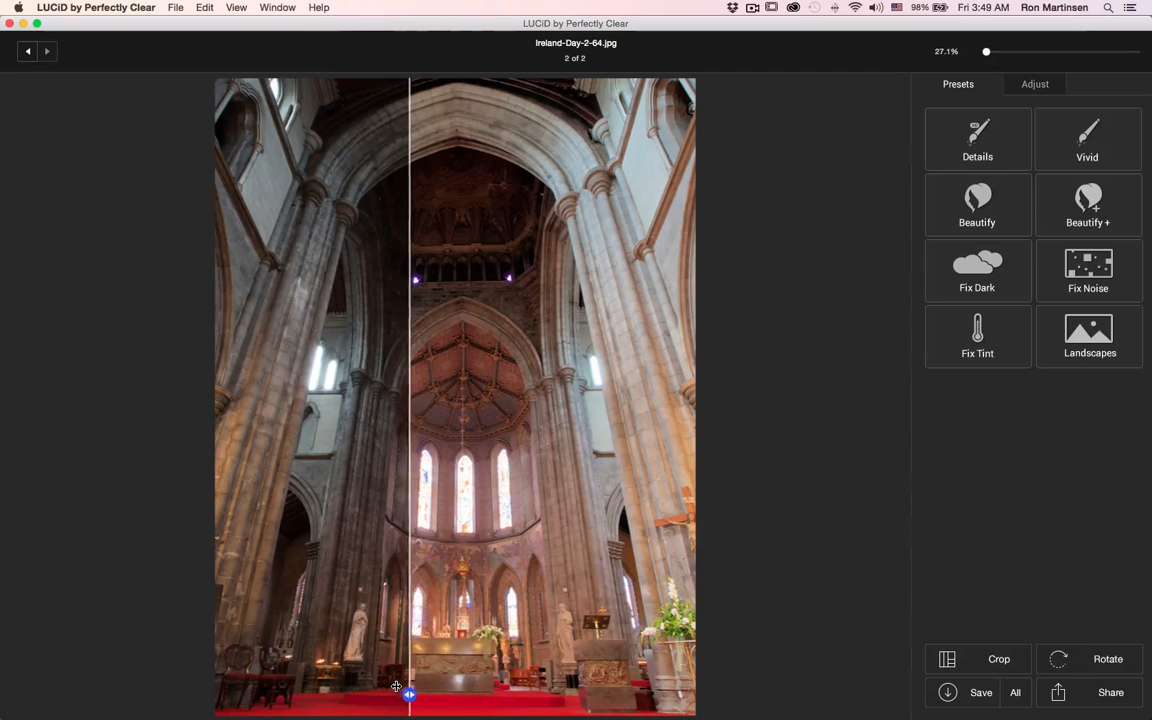 LUCiD by Perfectly Clear File Edit View Window Help 98% Fri 3:49 AM Ron Martinsen
LUCiD by Perfectly Clear
Ireland-Day-2-64.jpg
2 of 2
27.1%
Presets Adjust
Details Vivid
Beautify Beautify +
Fix Dark Fix Noise
Fix Tint Landscapes
Crop Rotate
Save All Share